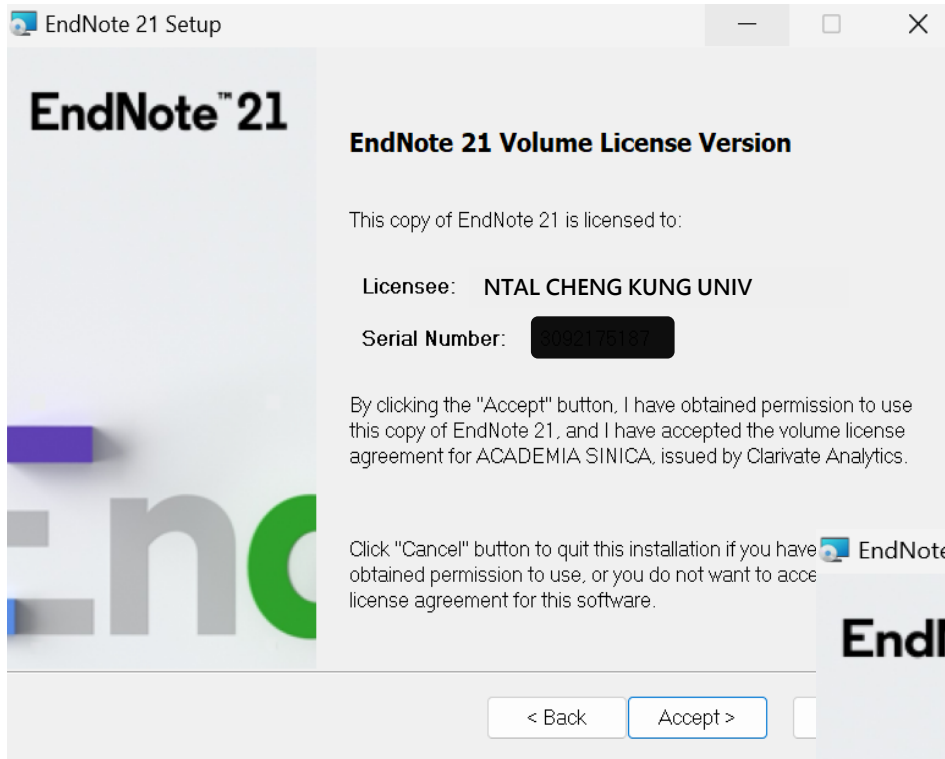 EndNote 21 Setup
EndNote™ 21
EndNote 21 Volume License Version
This copy of EndNote 21 is licensed to:
Licensee: NTAL CHENG KUNG UNIV
Serial Number:
By clicking the "Accept" button, I have obtained permission to use
this copy of EndNote 21, and I have accepted the volume license
agreement for ACADEMIA SINICA, issued by Clarivate Analytics.
Click "Cancel" button to quit this installation if you have
obtained permission to use, or you do not want to acce
license agreement for this software.
< Back
Accept >
EndNote